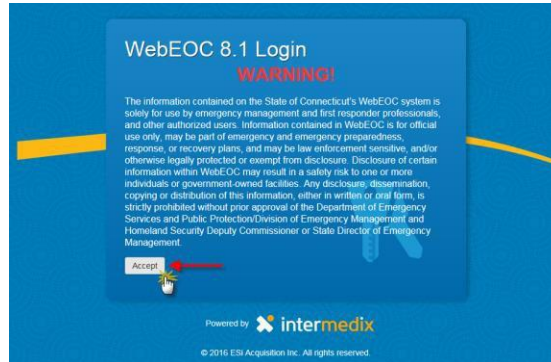 WebEOC 8.1 Login
WARNING!
The information contained on the State of Connecticut's WebEOC system is
solely for use by emergency management and first responder professionals,
and other authorized users. Information contained in WebEOC is for official
use only, may be part of emergency and emergency preparedness,
response, or recovery plans, and may be law enforcement sensitive, and/or
otherwise legally protected or exempt from disclosure. Disclosure of certain
information within WebEOC may result in a safety risk to one or more
individuals or government-owned facilities. Any disclosure, dissemination,
copying or distribution of this information, either in written or oral form, is
strictly prohibited without prior approval of the Department of Emergency
Services and Public Protection/Division of Emergency Management and
Homeland Security Deputy Commissioner or State Director of Emergency
Management.
Accept
Powered by intermedix
© 2016 ESi Acquisition Inc. All rights reserved.